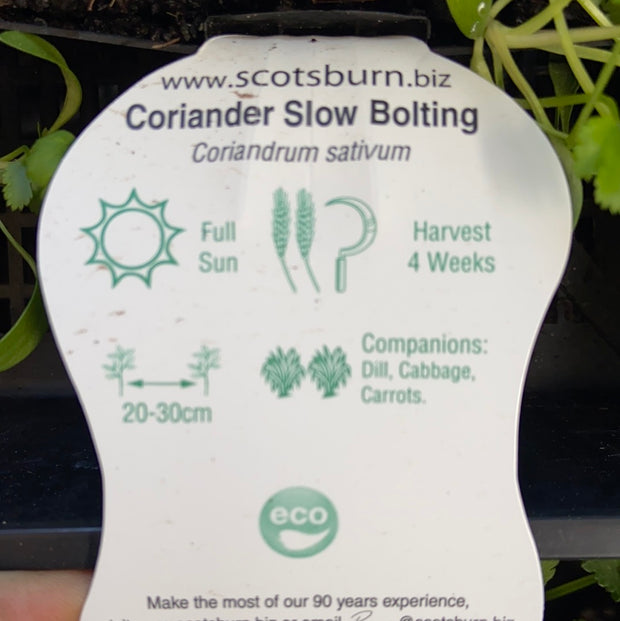 www.scotsburn.biz
Coriander Slow Bolting
Coriandrum sativum
Full
Sun
Harvest
4 Weeks
20-30cm
Companions:
Dill, Cabbage,
Carrots.
eco
Make the most of our 90 years experience,